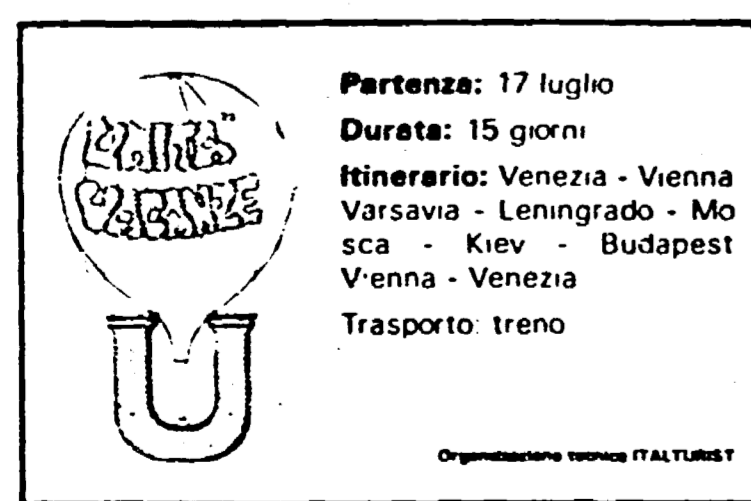 VACANZE
Partenza: 17 luglio
Durata: 15 giorni
Itinerario: Venezia - Vienna
Varsavia - Leningrado - Mo
sca - Kiev - Budapest
Vienna - Venezia
Trasporto: treno
Organizzazione tecnica ITALTURIST